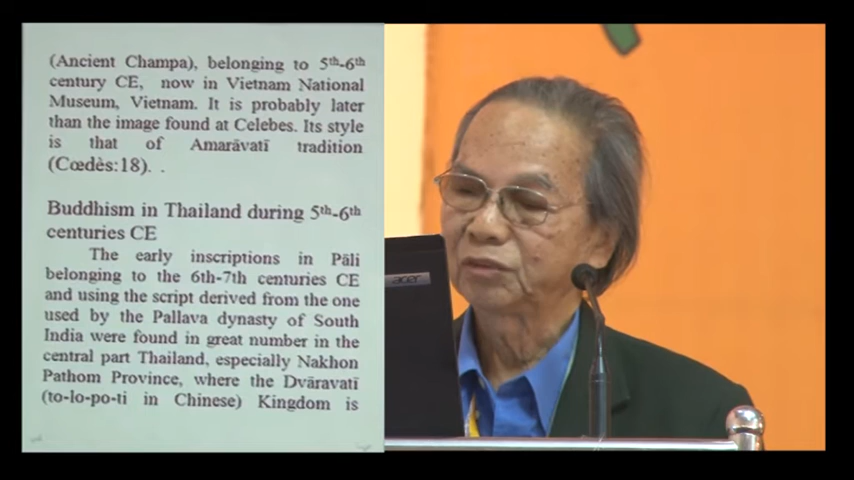 (Ancient Champa), belonging to 5th-6th
century CE, now in Vietnam National
Museum, Vietnam. It is probably later
than the image found at Celebes. Its style
is that of Amarāvatī tradition
(Cœdès:18). .
Buddhism in Thailand during 5th-6th
centuries CE
The early inscriptions in Pāli
belonging to the 6th-7th centuries CE
and using the script derived from the one
used by the Pallava dynasty of South
India were found in great number in the
central part Thailand, especially Nakhon
Pathom Province, where the Dvāravatī
(to-lo-po-ti in Chinese) Kingdom is
acer